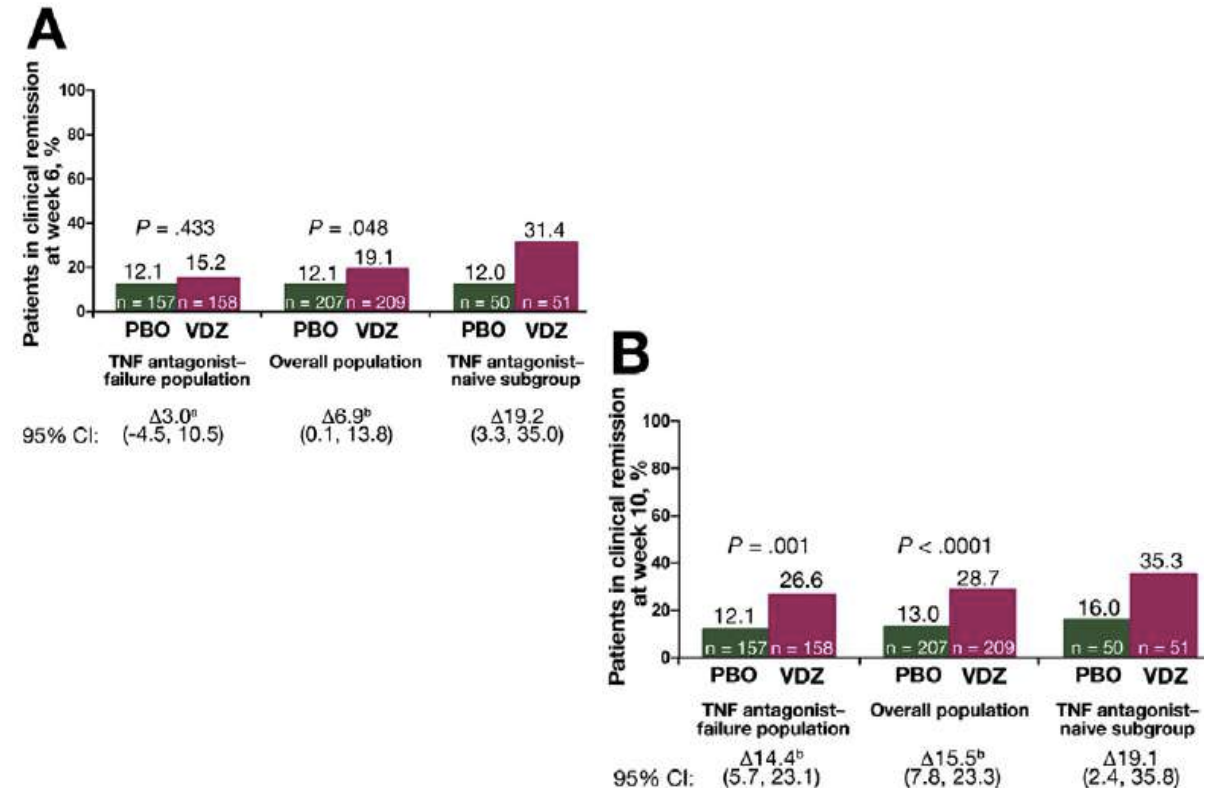 A
Patients in clinical remission
at week 6, %
100
80
60
40
20
0
P = .433
P = .048
12.1
15.2
12.1
19.1
12.0
31.4
n = 157
n = 158
n = 207
n = 209
n = 50
n = 51
PBO VDZ
PBO VDZ
PBO VDZ
TNF antagonist–
failure population
Overall population
TNF antagonist–
naive subgroup
95% CI:
Δ3.0ᵃ
(-4.5, 10.5)
Δ6.9ᵇ
(0.1, 13.8)
Δ19.2
(3.3, 35.0)
B
Patients in clinical remission
at week 10, %
100
80
60
40
20
0
P = .001
P < .0001
12.1
26.6
13.0
28.7
16.0
35.3
n = 157
n = 158
n = 207
n = 209
n = 50
n = 51
PBO VDZ
PBO VDZ
PBO VDZ
TNF antagonist–
failure population
Overall population
TNF antagonist–
naive subgroup
95% CI:
Δ14.4ᵇ
(5.7, 23.1)
Δ15.5ᵇ
(7.8, 23.3)
Δ19.1
(2.4, 35.8)